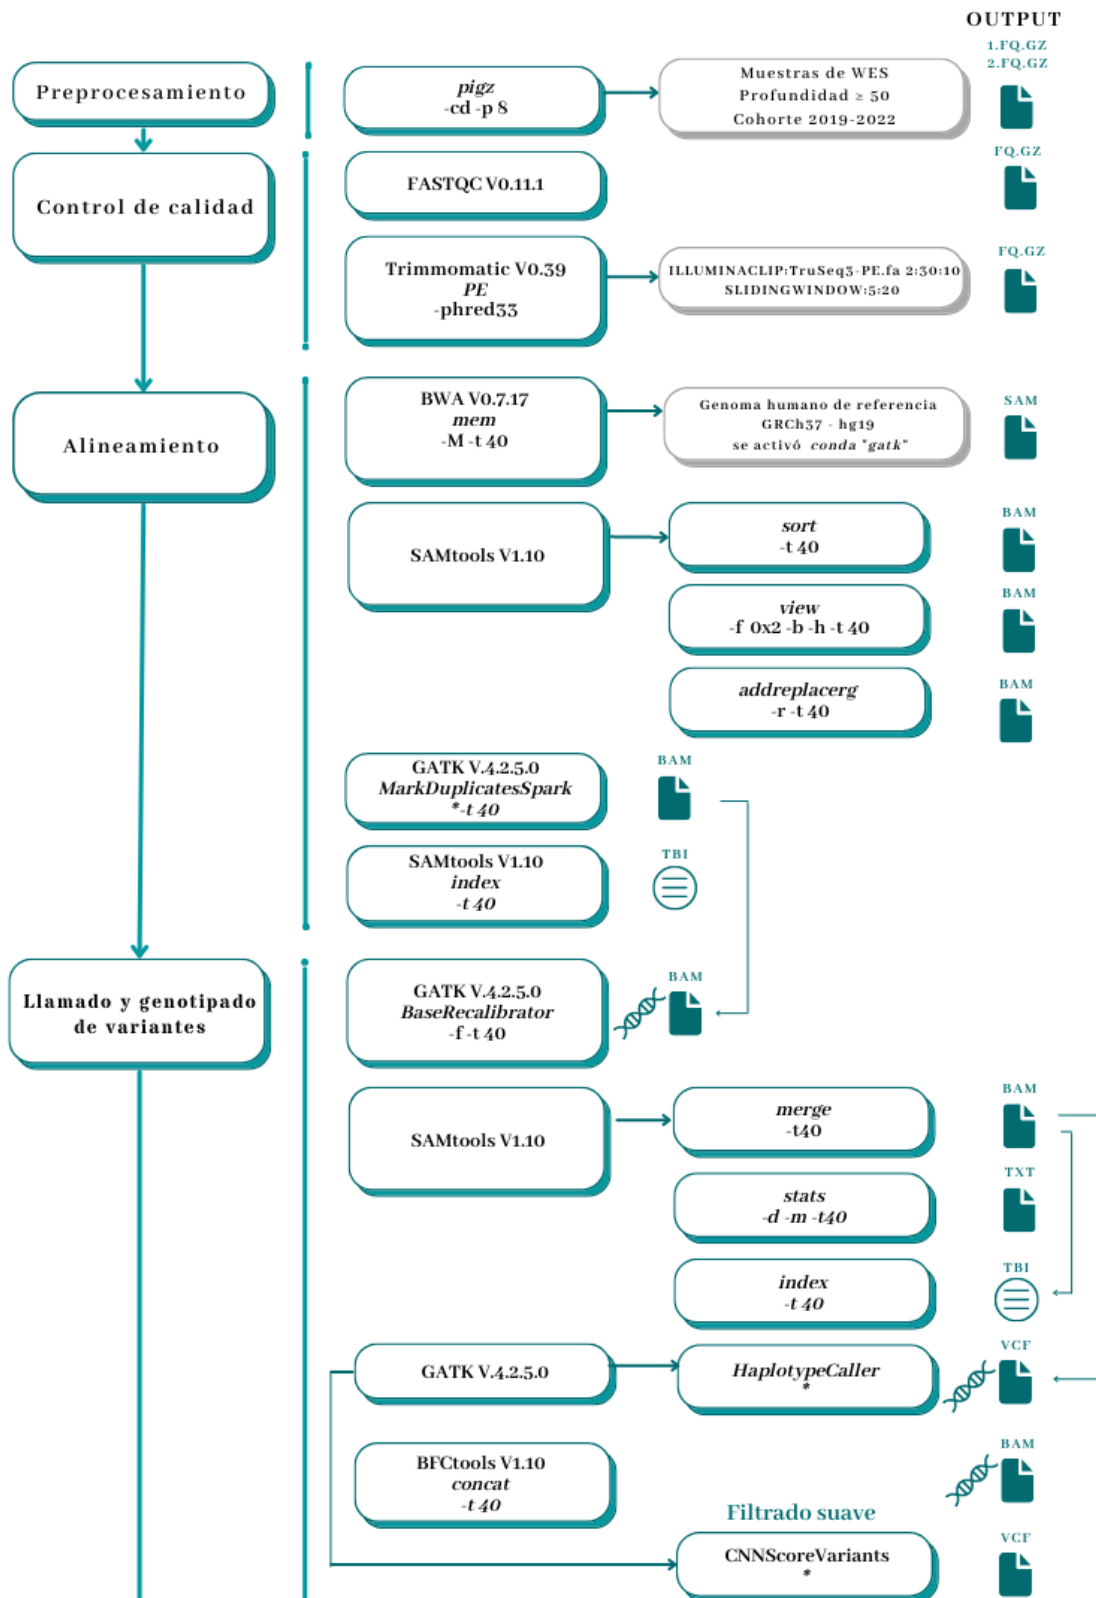 OUTPUT
1.FQ.GZ
2.FQ.GZ
Preprocesamiento
pigz
-cd -p 8
Muestras de WES
Profundidad ≥ 50
Cohorte 2019-2022
Control de calidad
FASTQC V0.11.1
FQ.GZ
Trimmomatic V0.39
PE
-phred33
ILLUMINACLIP:TruSeq3-PE.fa 2:30:10
SLIDINGWINDOW:5:20
FQ.GZ
Alineamiento
BWA V0.7.17
mem
-M -t 40
Genoma humano de referencia
GRCh37 - hg19
se activó conda "gatk"
SAM
SAMtools V1.10
sort
-t 40
BAM
view
-f 0x2 -b -h -t 40
BAM
addreplacerg
-r -t 40
BAM
GATK V.4.2.5.0
MarkDuplicatesSpark
*-t 40
BAM
SAMtools V1.10
index
-t 40
TBI
Llamado y genotipado
de variantes
GATK V.4.2.5.0
BaseRecalibrator
-f -t 40
BAM
SAMtools V1.10
merge
-t40
BAM
stats
-d -m -t40
TXT
index
-t 40
TBI
GATK V.4.2.5.0
HaplotypeCaller
*
VCF
BFCtools V1.10
concat
-t 40
BAM
Filtrado suave
CNNScoreVariants
*
VCF